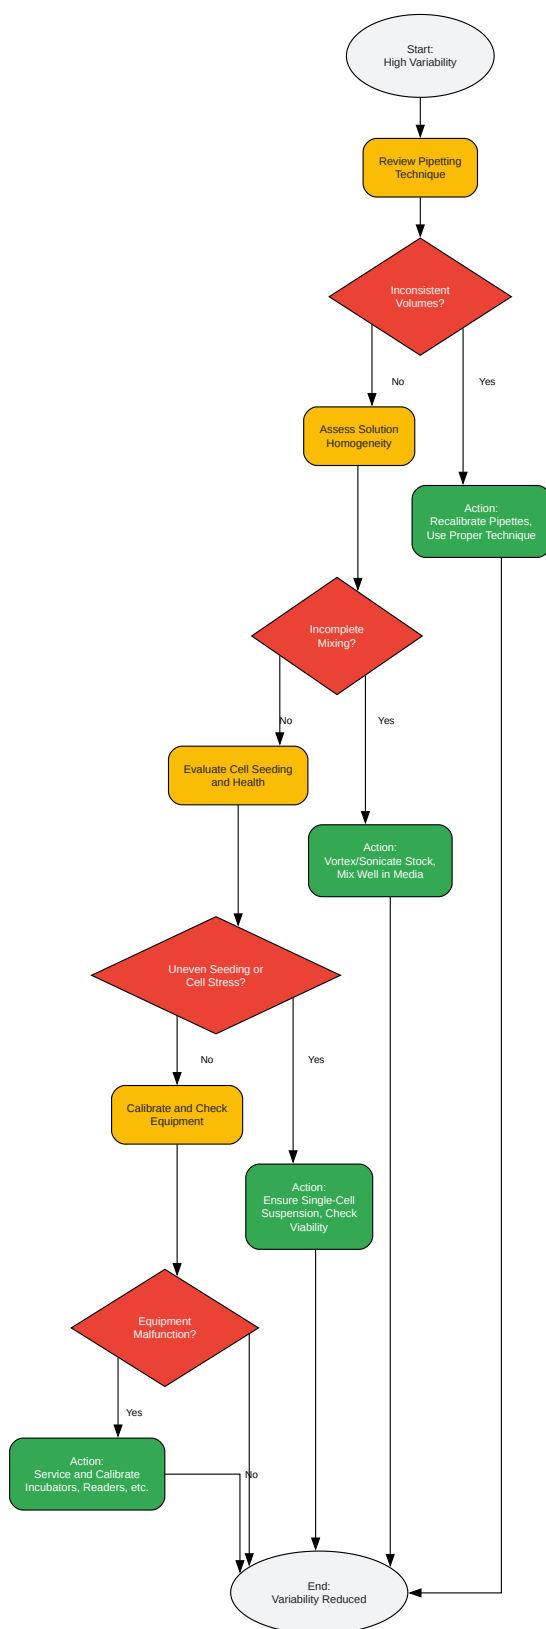 Start:
High Variability
Review Pipetting
Technique
Inconsistent
Volumes?
No
Yes
Assess Solution
Homogeneity
Action:
Recalibrate Pipettes,
Use Proper Technique
Incomplete
Mixing?
No
Yes
Evaluate Cell Seeding
and Health
Action:
Vortex/Sonicate Stock,
Mix Well in Media
Uneven Seeding or
Cell Stress?
No
Yes
Calibrate and Check
Equipment
Action:
Ensure Single-Cell
Suspension, Check
Viability
Equipment
Malfunction?
Yes
Action:
Service and Calibrate
Incubators, Readers, etc.
No
End:
Variability Reduced